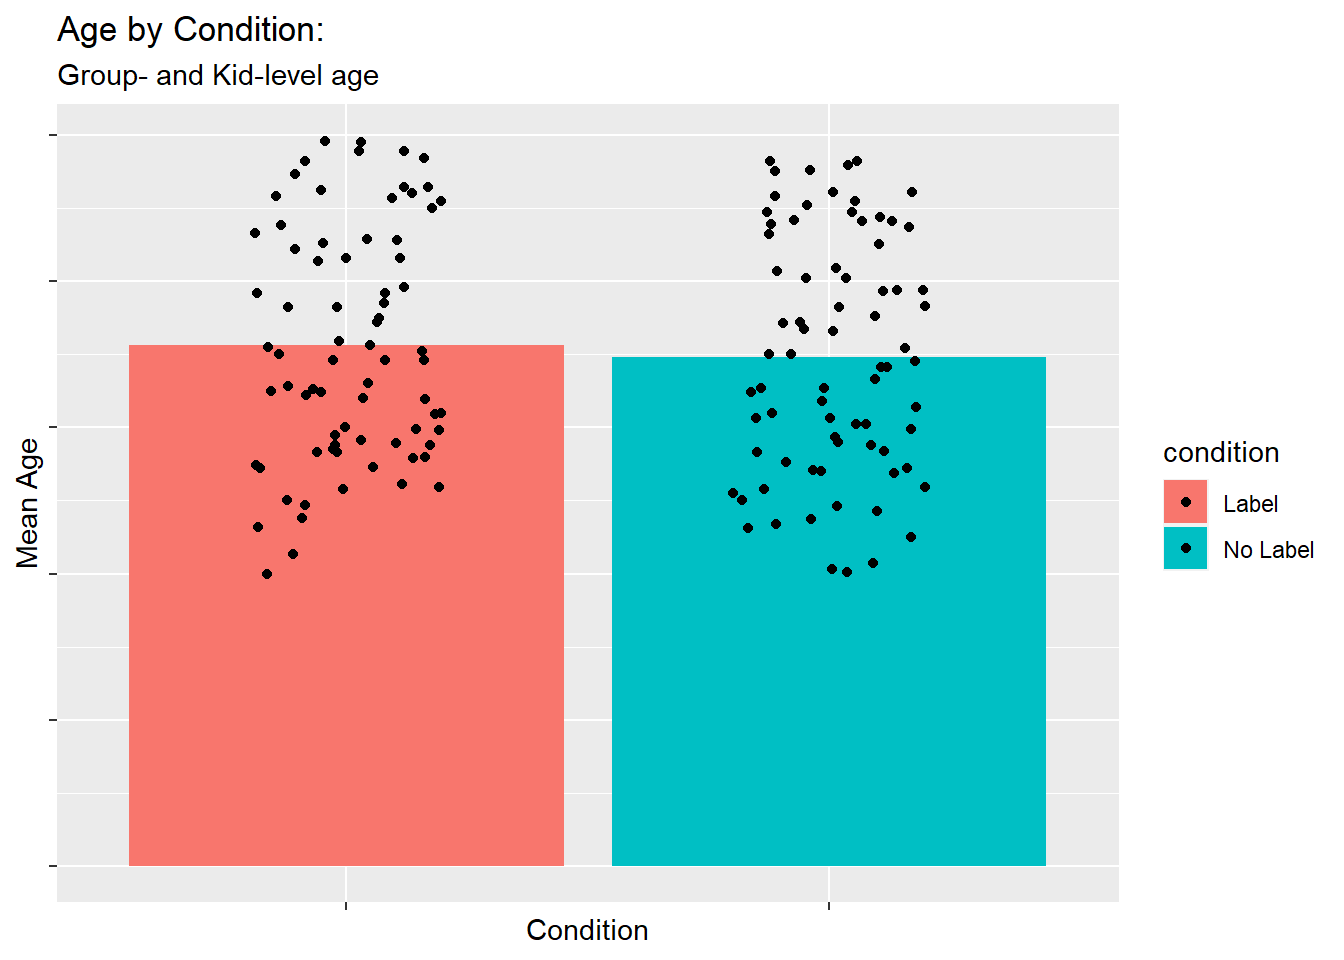 Age by Condition:
Group- and Kid-level age
Mean Age
Condition
condition
Label
No Label